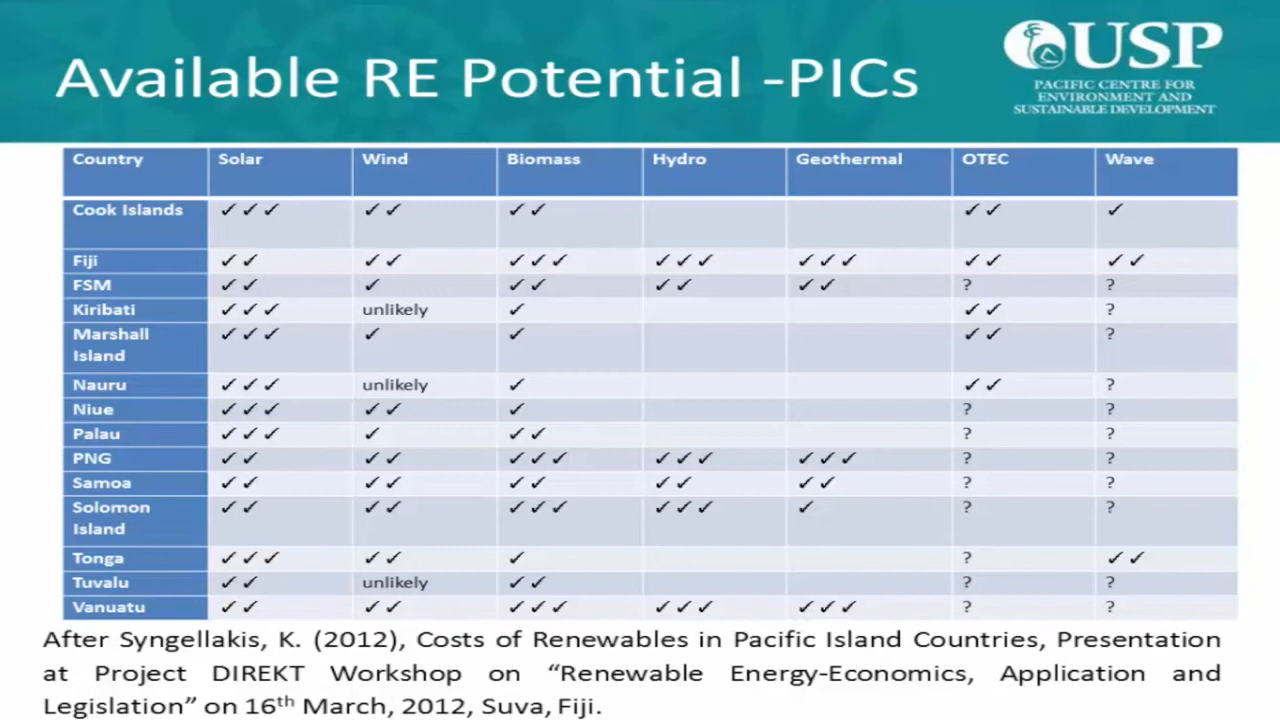 Available RE Potential -PICs
USP
PACIFIC CENTRE FOR
ENVIRONMENT AND
SUSTAINABLE DEVELOPMENT
Country Solar Wind Biomass Hydro Geothermal OTEC Wave
Cook Islands ✓✓✓ ✓✓ ✓✓ ✓✓ ✓
Fiji ✓✓ ✓✓ ✓✓✓ ✓✓✓ ✓✓✓ ✓✓ ✓✓
FSM ✓✓ ✓ ✓✓ ✓✓ ✓✓ ? ?
Kiribati ✓✓✓ unlikely ✓ ✓✓ ?
Marshall ✓✓✓ ✓ ✓ ✓✓ ?
Island
Nauru ✓✓✓ unlikely ✓ ✓✓ ?
Niue ✓✓✓ ✓✓ ✓ ? ?
Palau ✓✓✓ ✓ ✓✓ ? ?
PNG ✓✓ ✓✓ ✓✓✓ ✓✓✓ ✓✓✓ ? ?
Samoa ✓✓ ✓✓ ✓✓ ✓✓ ✓✓ ? ?
Solomon ✓✓ ✓✓ ✓✓✓ ✓✓✓ ✓ ? ?
Island
Tonga ✓✓✓ ✓✓ ✓ ? ✓✓
Tuvalu ✓✓ unlikely ✓✓ ? ?
Vanuatu ✓✓ ✓✓ ✓✓✓ ✓✓✓ ✓✓✓ ? ?
After Syngellakis, K. (2012), Costs of Renewables in Pacific Island Countries, Presentation
at Project DIREKT Workshop on “Renewable Energy-Economics, Application and
Legislation” on 16th March, 2012, Suva, Fiji.